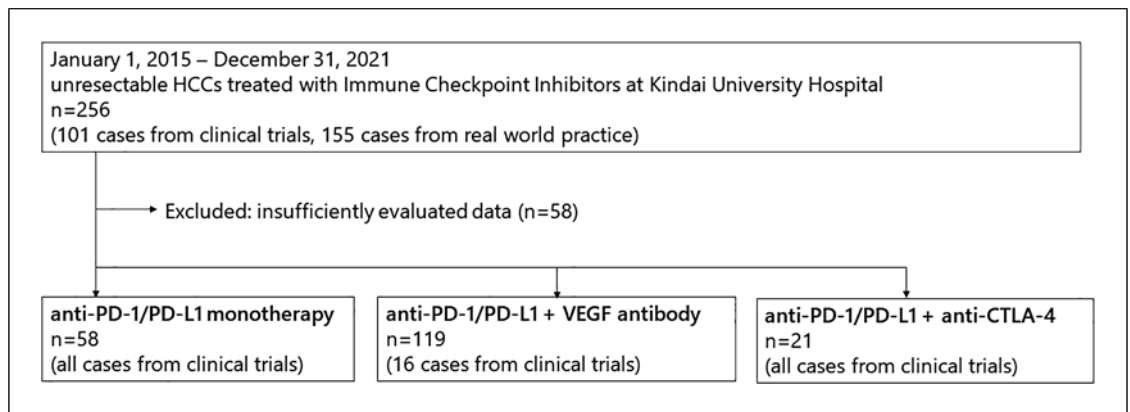 January 1, 2015 – December 31, 2021
unresectable HCCs treated with Immune Checkpoint Inhibitors at Kindai University Hospital
n=256
(101 cases from clinical trials, 155 cases from real world practice)
Excluded: insufficiently evaluated data (n=58)
anti-PD-1/PD-L1 monotherapy
n=58
(all cases from clinical trials)
anti-PD-1/PD-L1 + VEGF antibody
n=119
(16 cases from clinical trials)
anti-PD-1/PD-L1 + anti-CTLA-4
n=21
(all cases from clinical trials)